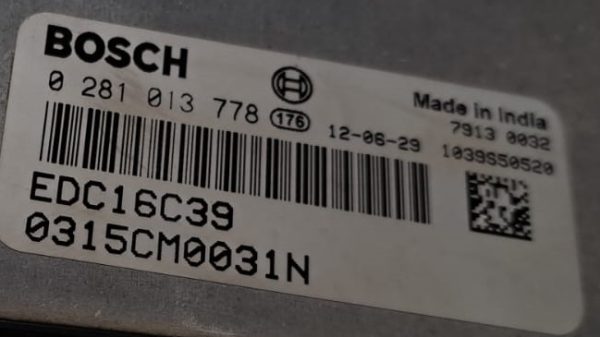 BOSCH
0 281 013 778
176
12-06-29
Made in India
7913 0032
1039S50520
EDC16C39
0315CM0031N